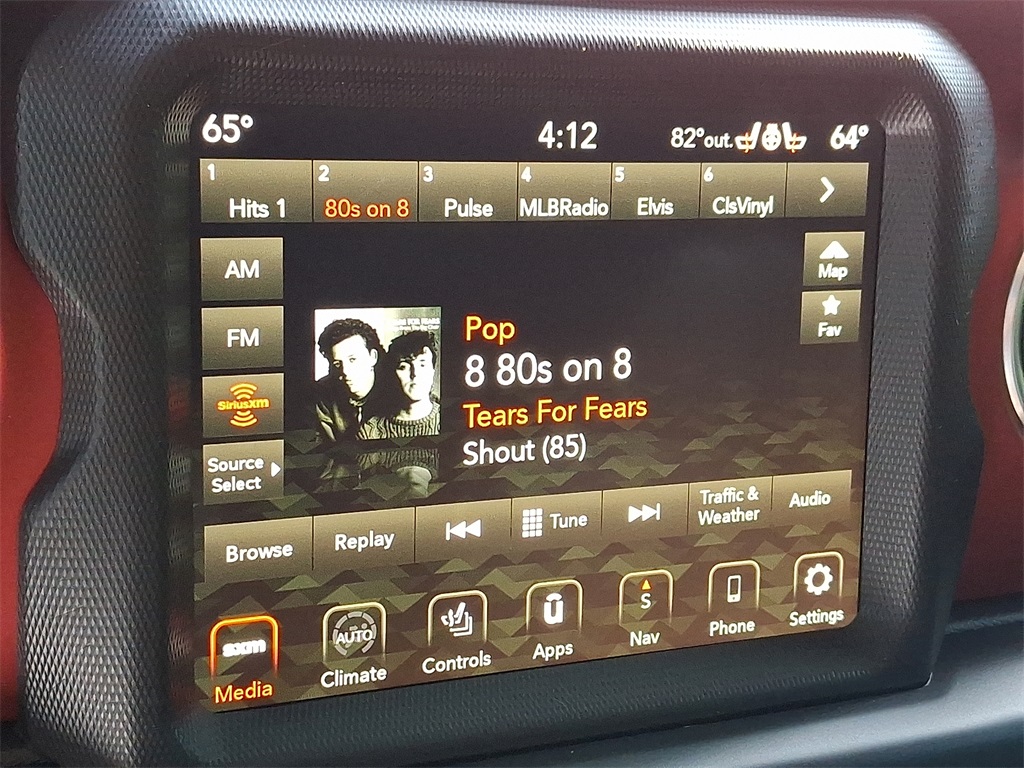 65° 4:12 82°out. 64°
1 2 3 4 5 6
Hits 1 80s on 8 Pulse MLBRadio Elvis ClsVinyl
AM
Map
FM
Fav
SiriusXM
Source
Select
Pop
8 80s on 8
Tears For Fears
Shout (85)
Browse Replay Tune Traffic &
Weather Audio
sxm AUTO ū S
Media Climate Controls Apps Nav Phone Settings